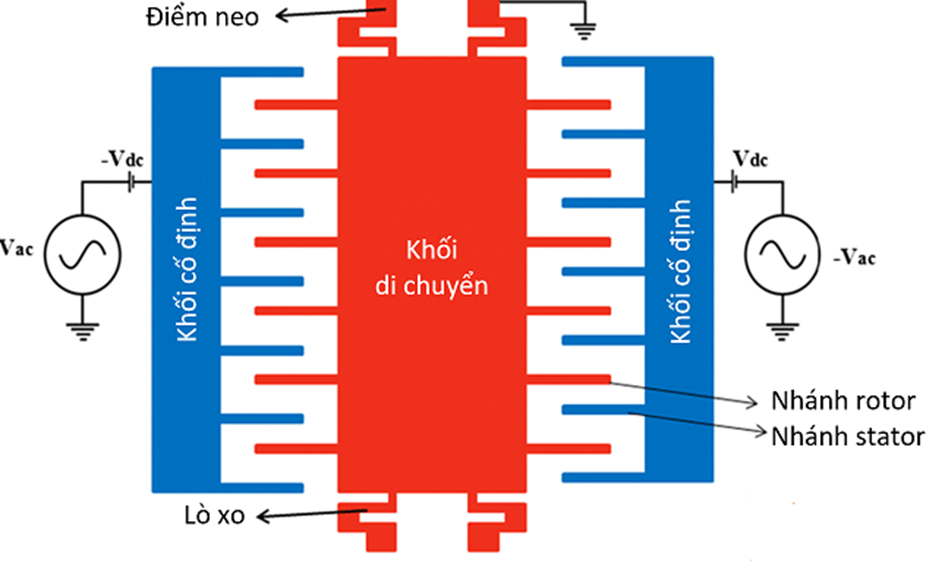 Điểm neo
-Vdc
Vdc
Vac
Khối cố định
Khối
di chuyển
Khối cố định
-Vac
Nhánh rotor
Nhánh stator
Lò xo